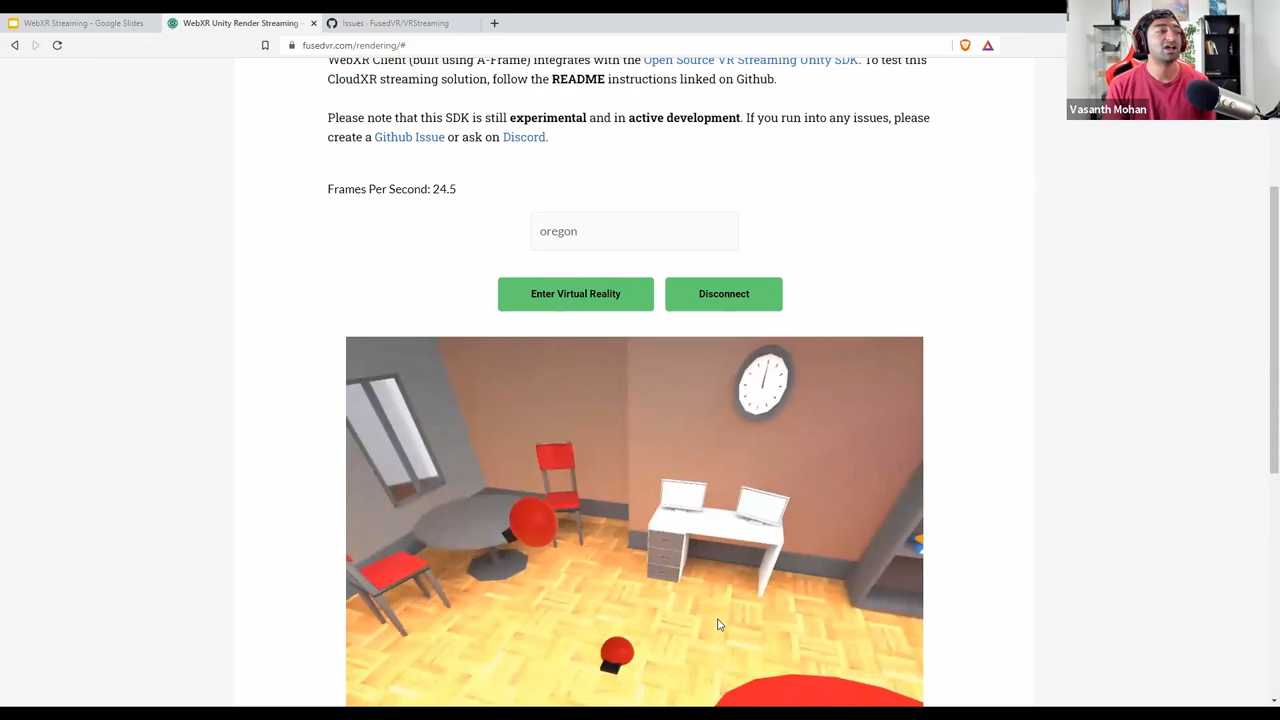 WebXR Streaming - Google Slides
WebXR Unity Render Streaming -
Issues · FusedVR/VRStreaming
fusedvr.com/rendering/#
WebXR Client (built using A-Frame) integrates with the Open Source VR Streaming Unity SDK. To test this
CloudXR streaming solution, follow the README instructions linked on Github.
Please note that this SDK is still experimental and in active development. If you run into any issues, please
create a Github Issue or ask on Discord.
Frames Per Second: 24.5
oregon
Enter Virtual Reality
Disconnect
Vasanth Mohan